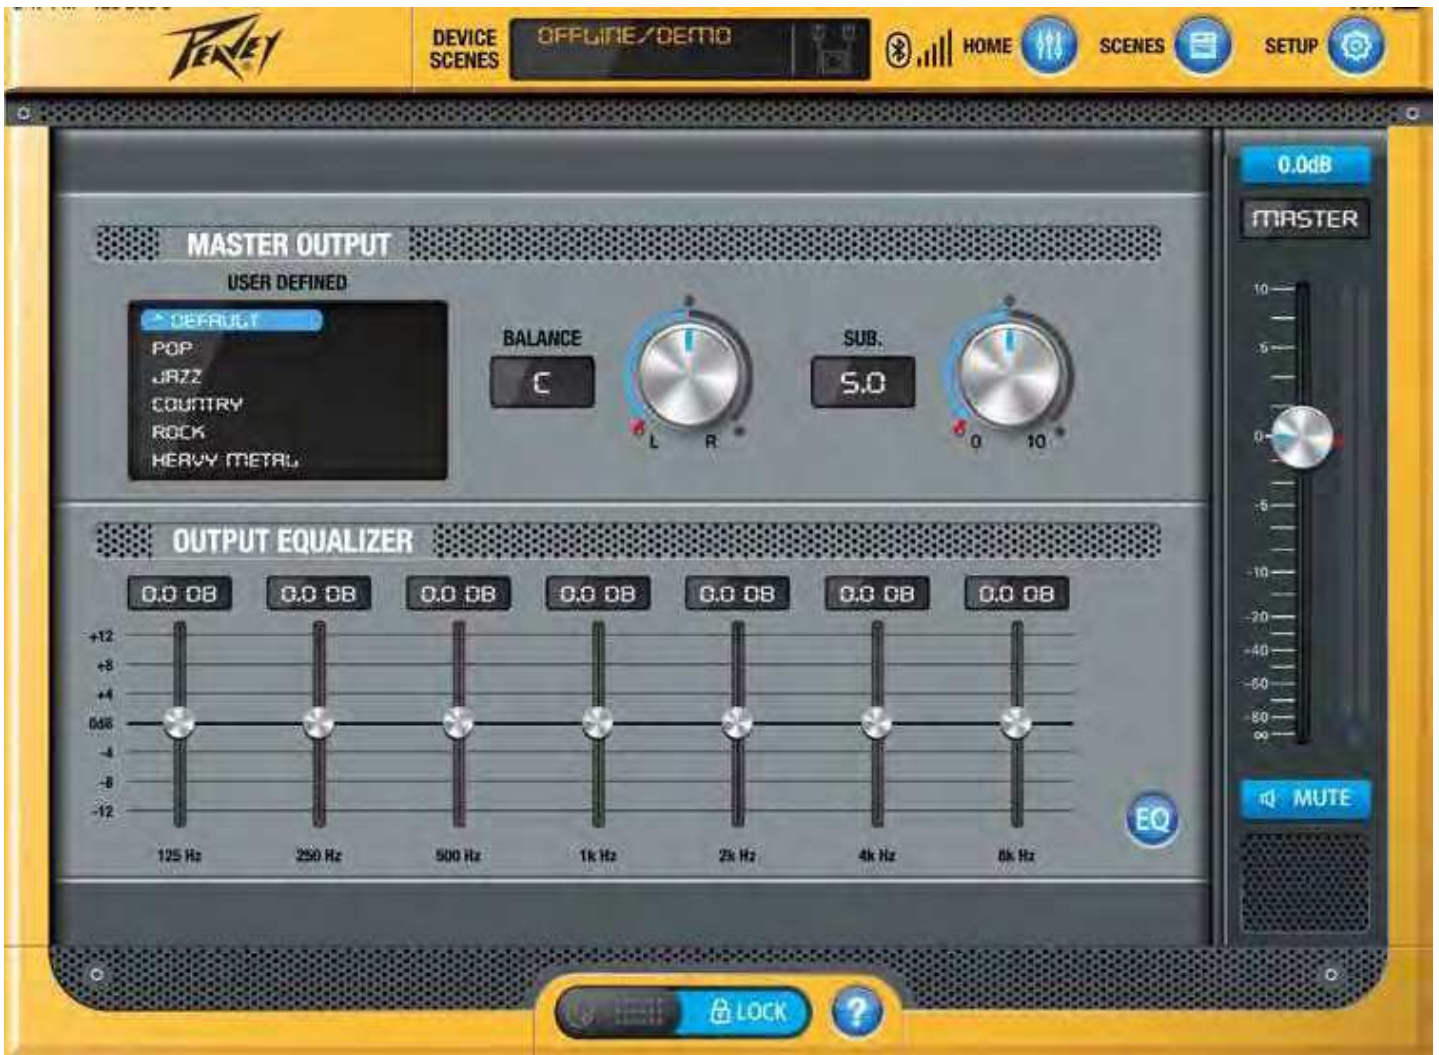 PEAVEY
DEVICE SCENES
OFFLINE/DEMO
HOME
SCENES
SETUP
0.0dB
MASTER
MASTER OUTPUT
USER DEFINED
* DEFAULT
POP
JAZZ
COUNTRY
ROCK
HEAVY METAL
BALANCE
C
L
R
SUB.
5.0
0
10
10
5
0
-5
-10
-20
-40
-60
-80
∞
OUTPUT EQUALIZER
0.0 DB 0.0 DB 0.0 DB 0.0 DB 0.0 DB 0.0 DB 0.0 DB
+12
+8
+4
0dB
-4
-8
-12
125 Hz 250 Hz 500 Hz 1k Hz 2k Hz 4k Hz 8k Hz
EQ
MUTE
LOCK
?